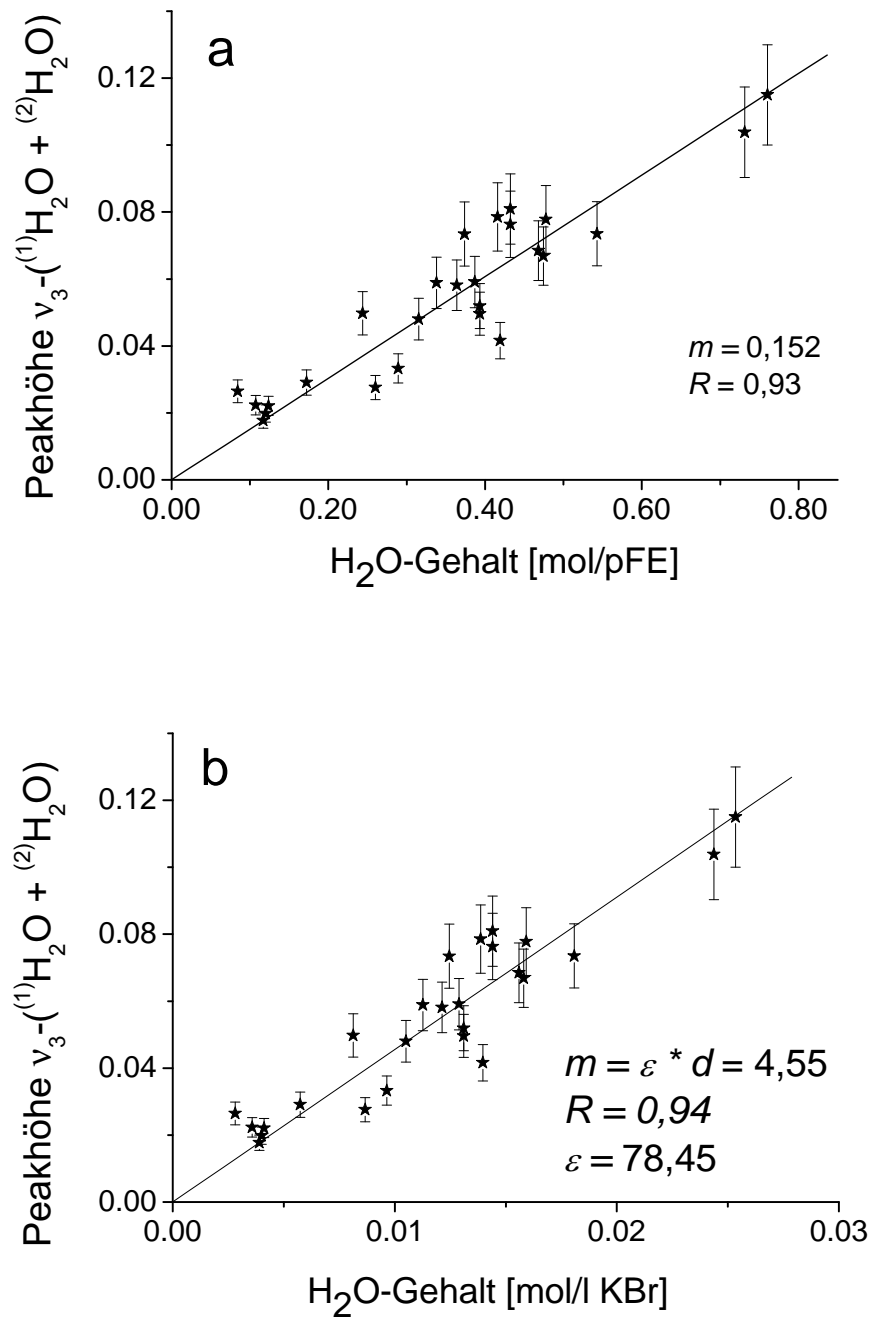 a
Peakhöhe ν₃-(⁽¹⁾H₂O + ⁽²⁾H₂O)
0.12
0.08
0.04
0.00
m = 0,152
R = 0,93
0.00 0.20 0.40 0.60 0.80
H₂O-Gehalt [mol/pFE]
b
Peakhöhe ν₃-(⁽¹⁾H₂O + ⁽²⁾H₂O)
0.12
0.08
0.04
0.00
m = ε * d = 4,55
R = 0,94
ε = 78,45
0.00 0.01 0.02 0.03
H₂O-Gehalt [mol/l KBr]